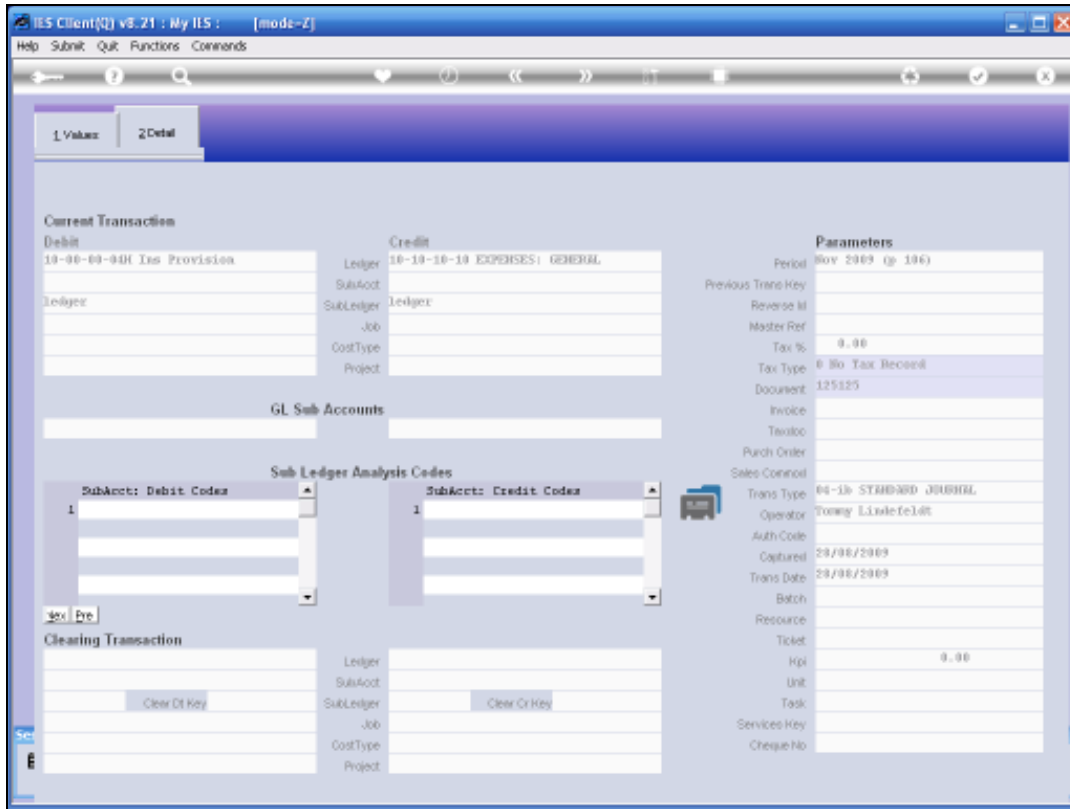 IES Client(Q) v8.21 : My IES : [mode-Z]
Help Submit Quit Functions Commands
1 Values
2 Detail
Current Transaction
Debit
Credit
Parameters
Ledger
SubAcct
SubLedger
Job
CostType
Project
10-00-00-04H Ins Provision
ledger
10-10-10-10 EXPENSES: GENERAL
ledger
Period Nov 2009 (p 106)
Previous Trans Key
Reverse Id
Master Ref
Tax % 0.00
Tax Type 0 No Tax Record
Document 125125
Invoice
Purch Order
Trans Type 04-1b STANDARD JOURNAL
Operator Tommy Lindefeldt
Auth Code
Captured 28/08/2009
Trans Date 28/08/2009
Batch
Resource
Ticket
Kpi 0.00
Unit
Task
Services Key
Cheque No
GL Sub Accounts
Sub Ledger Analysis Codes
SubAcct: Debit Codes
1
SubAcct: Credit Codes
1
Pre
Clearing Transaction
Ledger
SubAcct
Clear Dt Key SubLedger Clear Cr Key
Job
CostType
Project